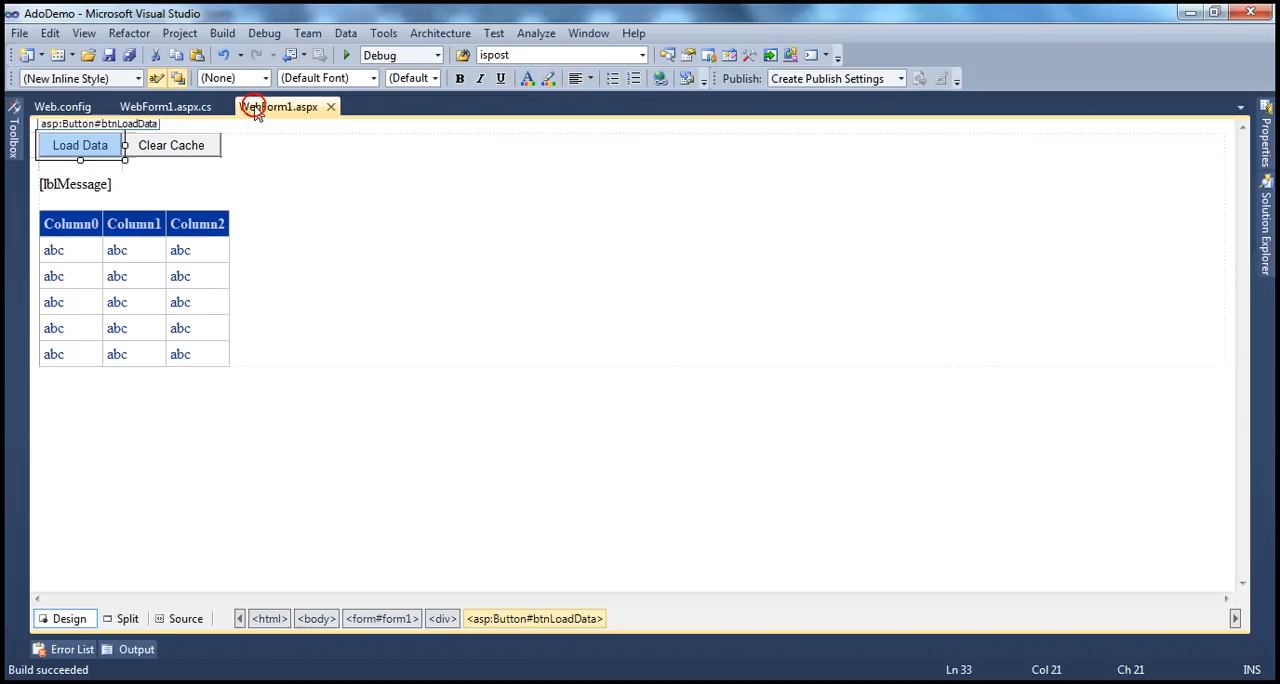 AdoDemo - Microsoft Visual Studio
File Edit View Refactor Project Build Debug Team Data Tools Architecture Test Analyze Window Help
Debug ispost
(New Inline Style) (None) (Default Font) (Default B I U A Publish: Create Publish Settings
Web.config WebForm1.aspx.cs WebForm1.aspx
Toolbox
Properties
Solution Explorer
asp:Button#btnLoadData
Load Data Clear Cache
[lblMessage]
Column0 Column1 Column2
abc abc abc
abc abc abc
abc abc abc
abc abc abc
abc abc abc
Design Split Source <html> <body> <form#form1> <div> <asp:Button#btnLoadData>
Error List Output
Build succeeded Ln 33 Col 21 Ch 21 INS